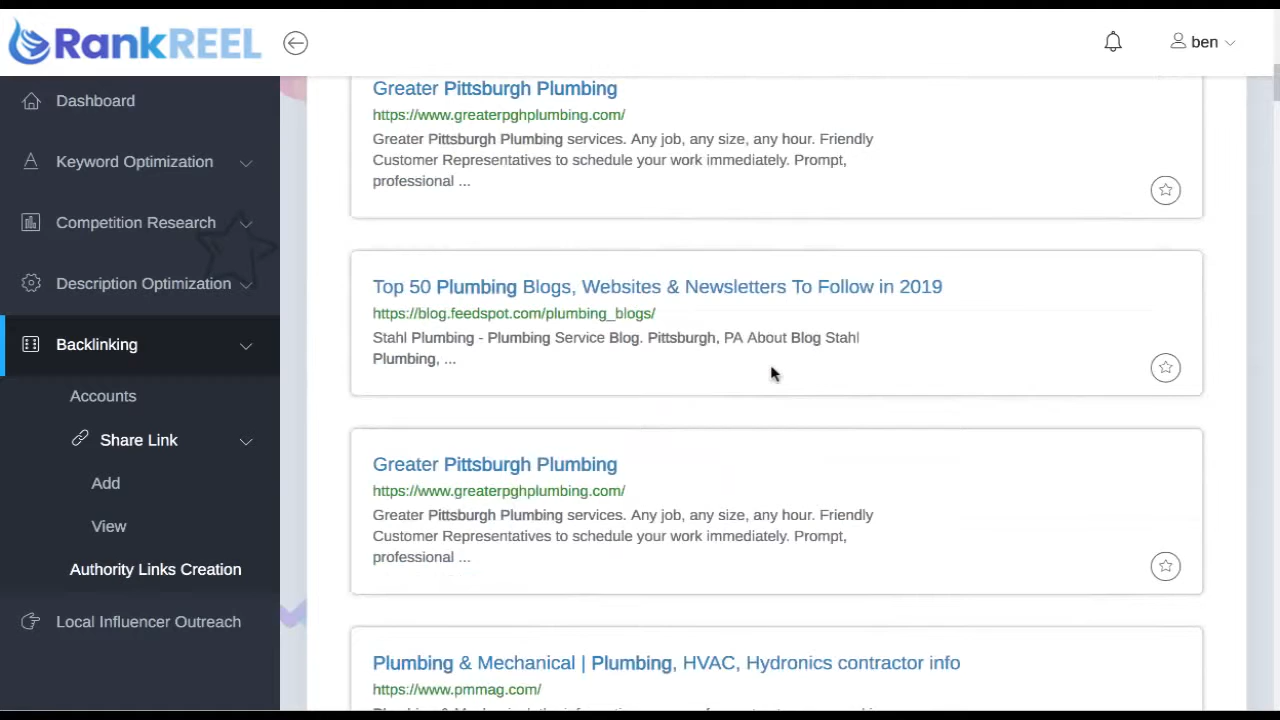 RankREEL
ben
Dashboard
Keyword Optimization
Competition Research
Description Optimization
Backlinking
Accounts
Share Link
Add
View
Authority Links Creation
Local Influencer Outreach
Greater Pittsburgh Plumbing
https://www.greaterpghplumbing.com/
Greater Pittsburgh Plumbing services. Any job, any size, any hour. Friendly
Customer Representatives to schedule your work immediately. Prompt,
professional ...
Top 50 Plumbing Blogs, Websites & Newsletters To Follow in 2019
https://blog.feedspot.com/plumbing_blogs/
Stahl Plumbing - Plumbing Service Blog. Pittsburgh, PA About Blog Stahl
Plumbing, ...
Greater Pittsburgh Plumbing
https://www.greaterpghplumbing.com/
Greater Pittsburgh Plumbing services. Any job, any size, any hour. Friendly
Customer Representatives to schedule your work immediately. Prompt,
professional ...
Plumbing & Mechanical | Plumbing, HVAC, Hydronics contractor info
https://www.pmmag.com/